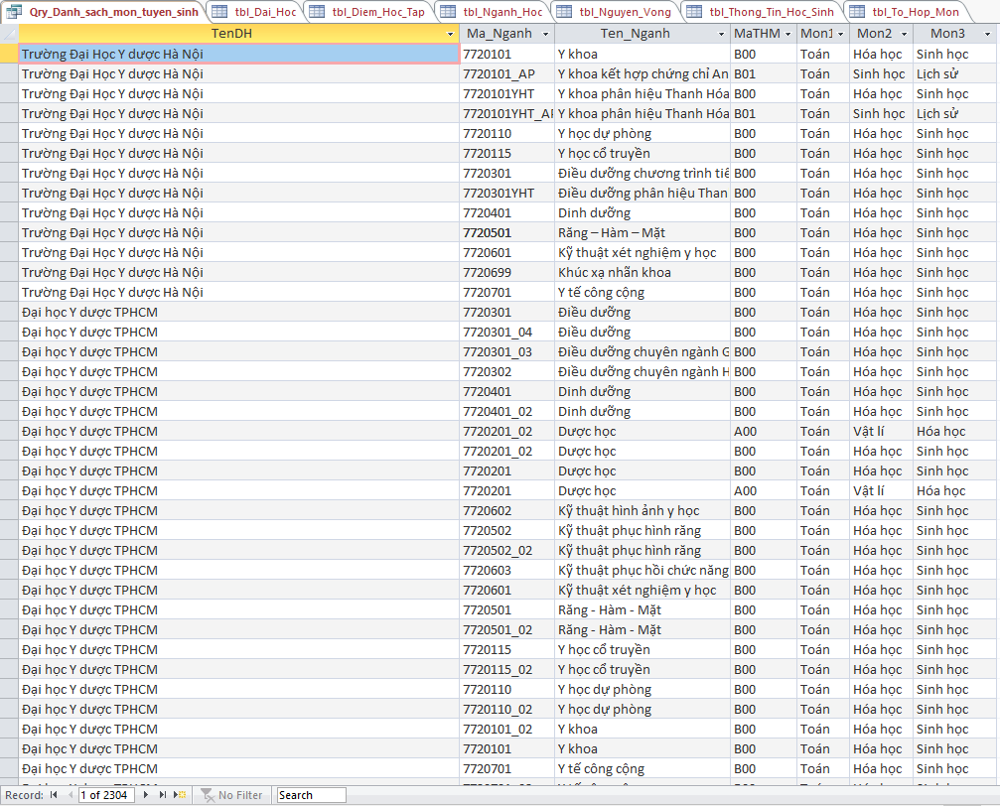 Qry_Danh_sach_mon_tuyen_sinh tbl_Dai_Hoc tbl_Diem_Hoc_Tap tbl_Nganh_Hoc tbl_Nguyen_Vong tbl_Thong_Tin_Hoc_Sinh tbl_To_Hop_Mon
TenDH Ma_Nganh Ten_Nganh MaTHM Mon1 Mon2 Mon3
Trường Đại Học Y dược Hà Nội 7720101 Y khoa B00 Toán Hóa học Sinh học
Trường Đại Học Y dược Hà Nội 7720101_AP Y khoa kết hợp chứng chỉ An B01 Toán Sinh học Lịch sử
Trường Đại Học Y dược Hà Nội 7720101YHT Y khoa phân hiệu Thanh Hóa B00 Toán Hóa học Sinh học
Trường Đại Học Y dược Hà Nội 7720101YHT_AP Y khoa phân hiệu Thanh Hóa B01 Toán Sinh học Lịch sử
Trường Đại Học Y dược Hà Nội 7720110 Y học dự phòng B00 Toán Hóa học Sinh học
Trường Đại Học Y dược Hà Nội 7720115 Y học cổ truyền B00 Toán Hóa học Sinh học
Trường Đại Học Y dược Hà Nội 7720301 Điều dưỡng chương trình tiê B00 Toán Hóa học Sinh học
Trường Đại Học Y dược Hà Nội 7720301YHT Điều dưỡng phân hiệu Than B00 Toán Hóa học Sinh học
Trường Đại Học Y dược Hà Nội 7720401 Dinh dưỡng B00 Toán Hóa học Sinh học
Trường Đại Học Y dược Hà Nội 7720501 Răng – Hàm – Mặt B00 Toán Hóa học Sinh học
Trường Đại Học Y dược Hà Nội 7720601 Kỹ thuật xét nghiệm y học B00 Toán Hóa học Sinh học
Trường Đại Học Y dược Hà Nội 7720699 Khúc xạ nhãn khoa B00 Toán Hóa học Sinh học
Trường Đại Học Y dược Hà Nội 7720701 Y tế công cộng B00 Toán Hóa học Sinh học
Đại học Y dược TPHCM 7720301 Điều dưỡng B00 Toán Hóa học Sinh học
Đại học Y dược TPHCM 7720301_04 Điều dưỡng B00 Toán Hóa học Sinh học
Đại học Y dược TPHCM 7720301_03 Điều dưỡng chuyên ngành G B00 Toán Hóa học Sinh học
Đại học Y dược TPHCM 7720302 Điều dưỡng chuyên ngành H B00 Toán Hóa học Sinh học
Đại học Y dược TPHCM 7720401 Dinh dưỡng B00 Toán Hóa học Sinh học
Đại học Y dược TPHCM 7720401_02 Dinh dưỡng B00 Toán Hóa học Sinh học
Đại học Y dược TPHCM 7720201_02 Dược học A00 Toán Vật lí Hóa học
Đại học Y dược TPHCM 7720201_02 Dược học B00 Toán Hóa học Sinh học
Đại học Y dược TPHCM 7720201 Dược học B00 Toán Hóa học Sinh học
Đại học Y dược TPHCM 7720201 Dược học A00 Toán Vật lí Hóa học
Đại học Y dược TPHCM 7720602 Kỹ thuật hình ảnh y học B00 Toán Hóa học Sinh học
Đại học Y dược TPHCM 7720502 Kỹ thuật phục hình răng B00 Toán Hóa học Sinh học
Đại học Y dược TPHCM 7720502_02 Kỹ thuật phục hình răng B00 Toán Hóa học Sinh học
Đại học Y dược TPHCM 7720603 Kỹ thuật phục hồi chức năng B00 Toán Hóa học Sinh học
Đại học Y dược TPHCM 7720601 Kỹ thuật xét nghiệm y học B00 Toán Hóa học Sinh học
Đại học Y dược TPHCM 7720501 Răng - Hàm - Mặt B00 Toán Hóa học Sinh học
Đại học Y dược TPHCM 7720501_02 Răng - Hàm - Mặt B00 Toán Hóa học Sinh học
Đại học Y dược TPHCM 7720115 Y học cổ truyền B00 Toán Hóa học Sinh học
Đại học Y dược TPHCM 7720115_02 Y học cổ truyền B00 Toán Hóa học Sinh học
Đại học Y dược TPHCM 7720110 Y học dự phòng B00 Toán Hóa học Sinh học
Đại học Y dược TPHCM 7720110_02 Y học dự phòng B00 Toán Hóa học Sinh học
Đại học Y dược TPHCM 7720101_02 Y khoa B00 Toán Hóa học Sinh học
Đại học Y dược TPHCM 7720101 Y khoa B00 Toán Hóa học Sinh học
Đại học Y dược TPHCM 7720701 Y tế công cộng B00 Toán Hóa học Sinh học
Record: 1 of 2304 No Filter Search